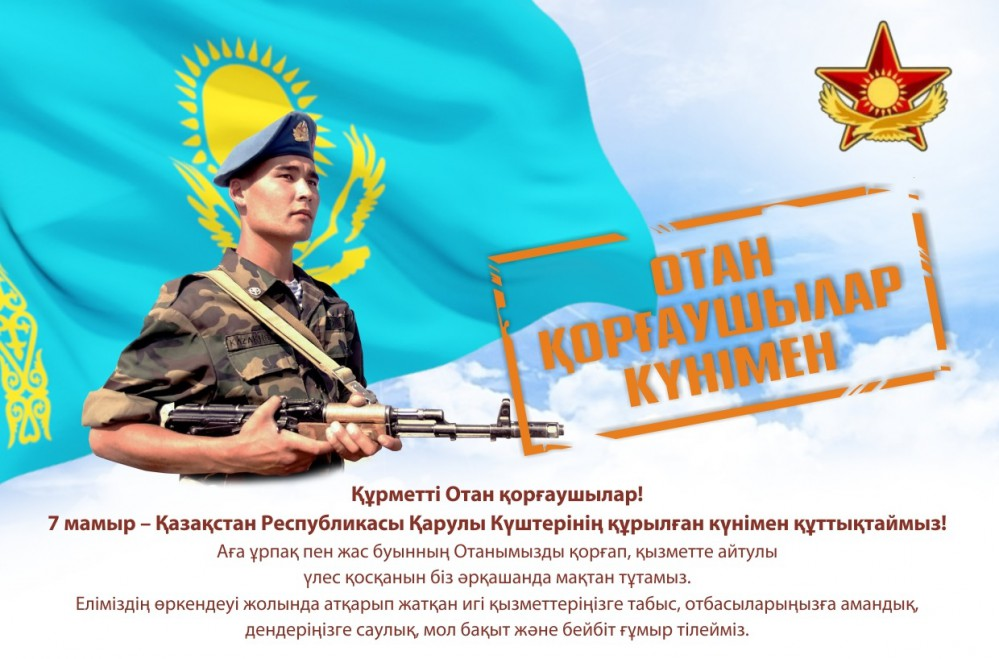 ОТАН
ҚОРҒАУШЫЛАР
КҮНІМЕН
Құрметті Отан қорғаушылар!
7 мамыр – Қазақстан Республикасы Қарулы Күштерінің құрылған күнімен құттықтаймыз!
Аға ұрпақ пен жас буынның Отанымызды қорғап, қызметте айтулы
үлес қосқанын біз әрқашанда мақтан тұтамыз.
Еліміздің өркендеуі жолында атқарып жатқан игі қызметтеріңізге табыс, отбасыларыңызға амандық,
дендеріңізге саулық, мол бақыт және бейбіт ғұмыр тілейміз.